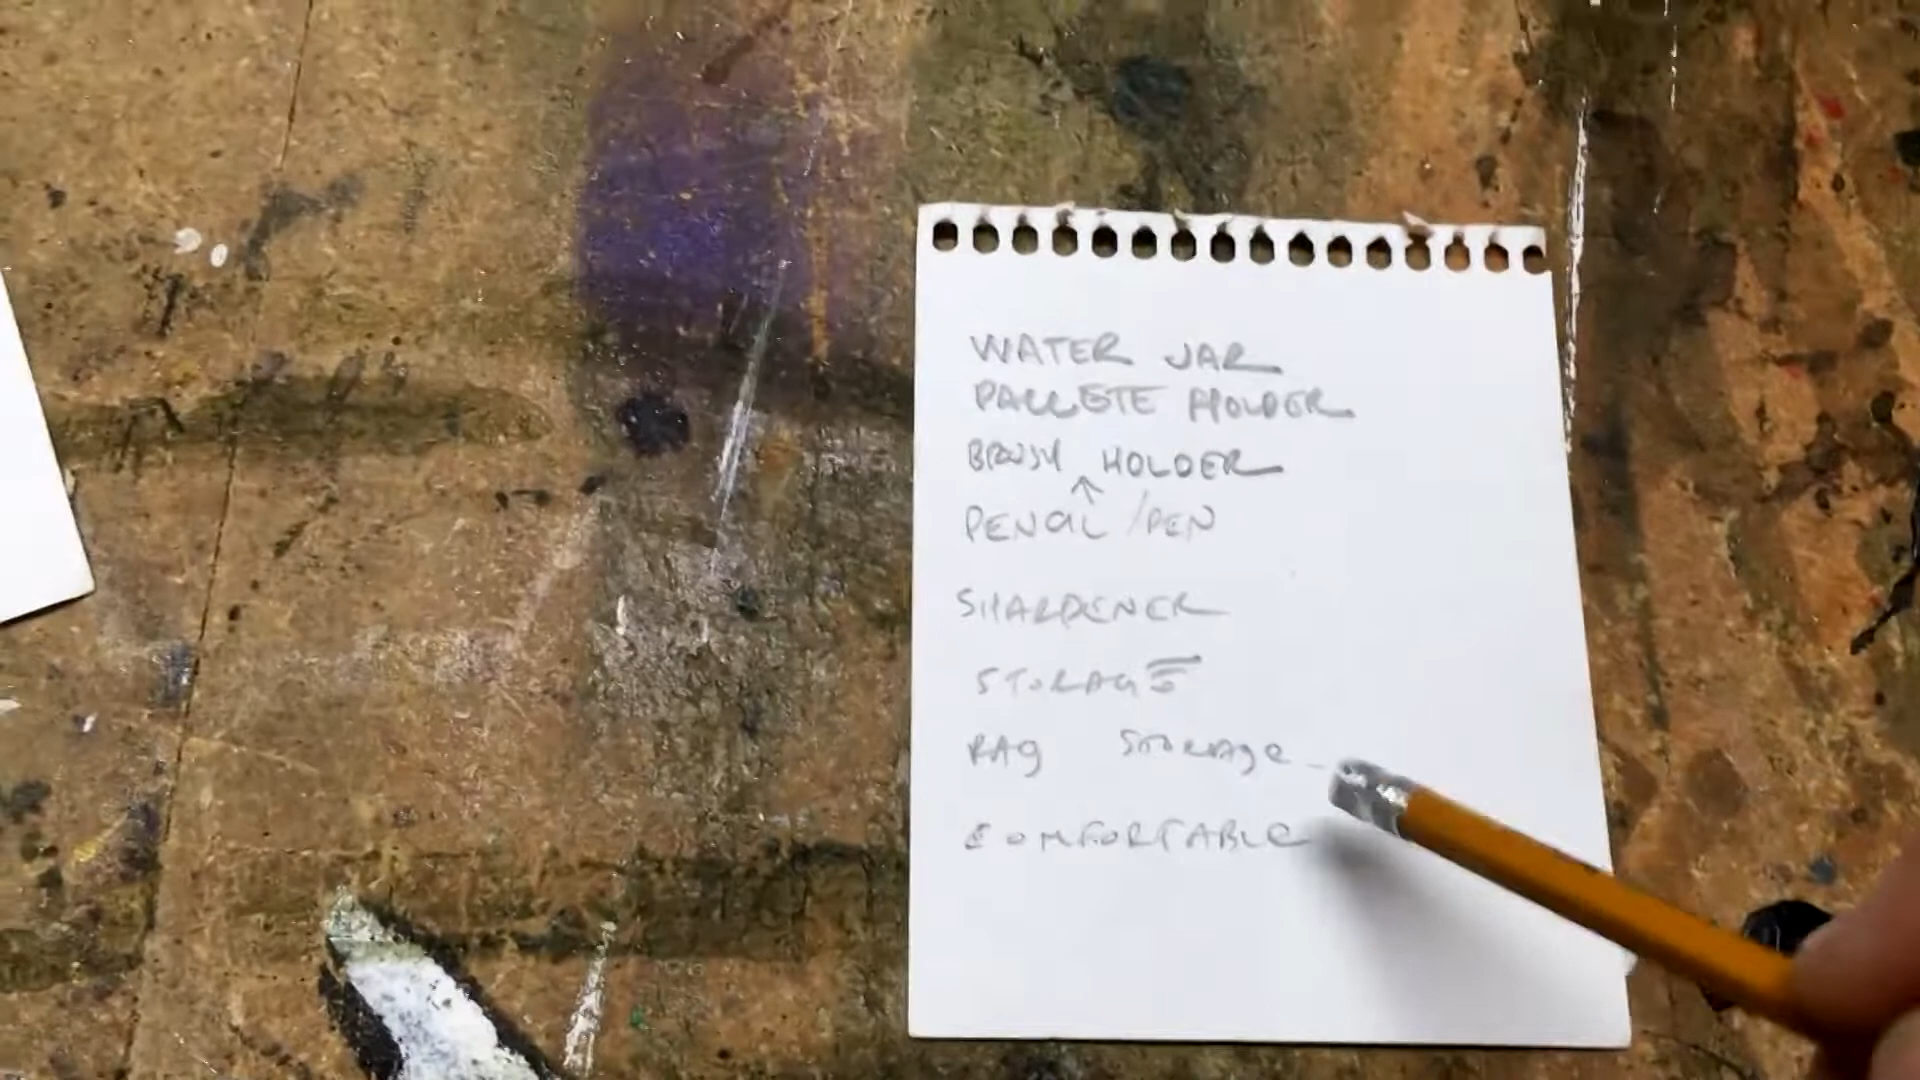 WATER JAR
PALLETE HOLDER
BRUSH HOLDER
↑
PENCIL /PEN
SHARPENER
STORAGE
RAG STORAGE
COMFORTABLE